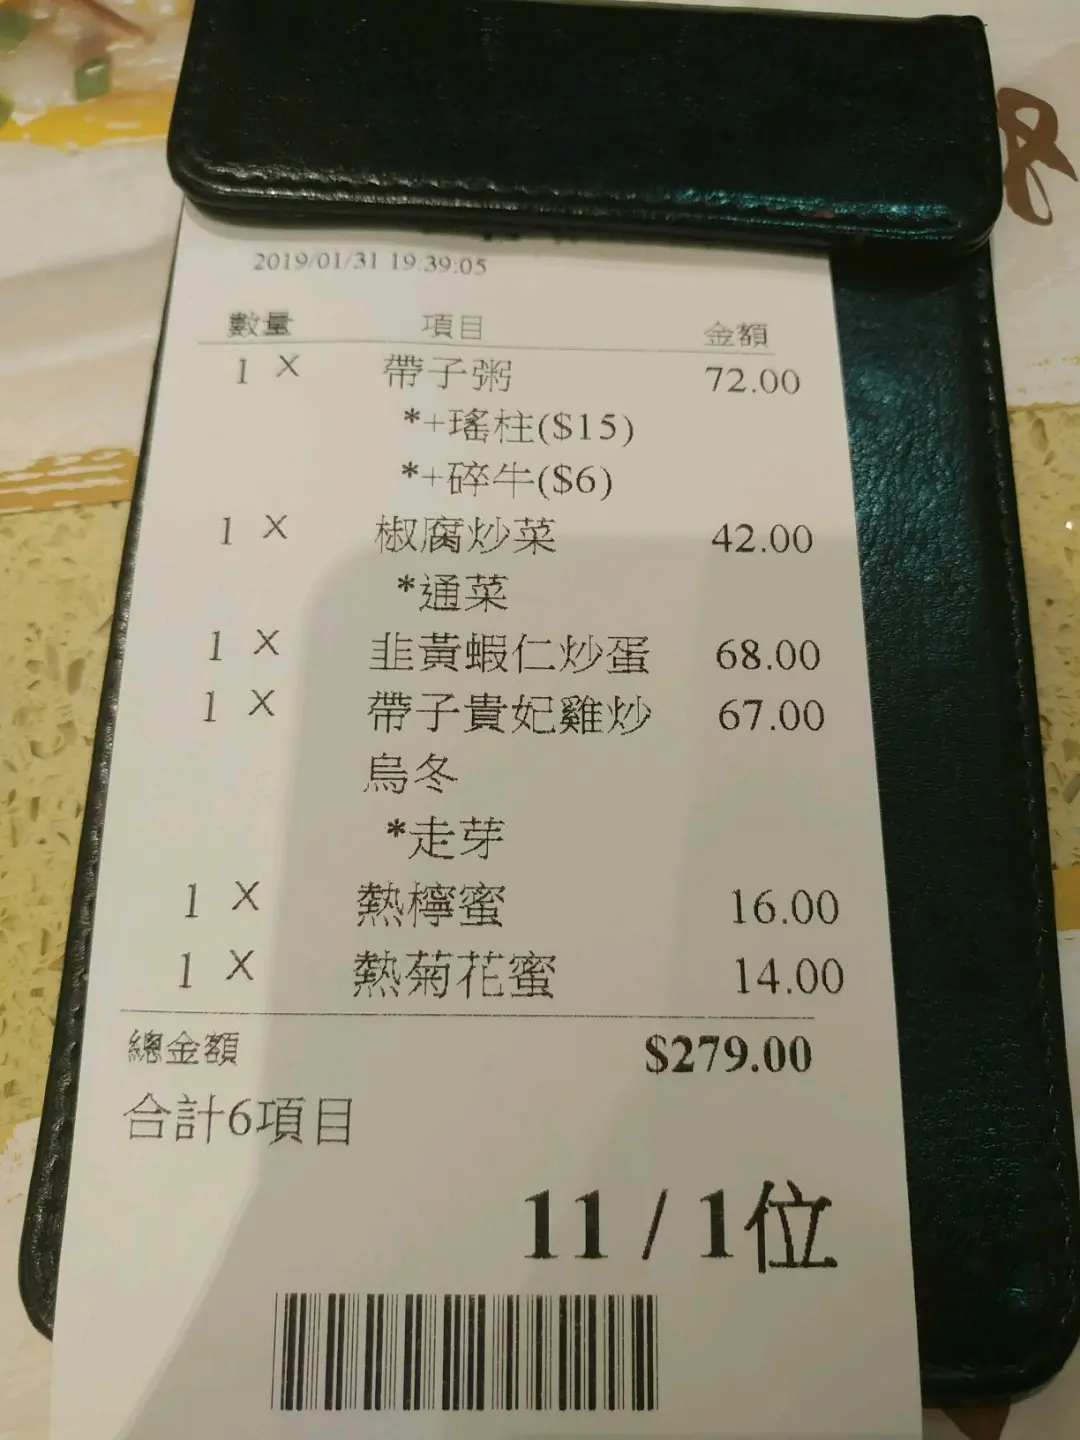 2019/01/31 19:39:05
數量 項目 金額
1 X 帶子粥 72.00
*+瑤柱($15)
*+碎牛($6)
1 X 椒腐炒菜 42.00
*通菜
1 X 韭黃蝦仁炒蛋 68.00
1 X 帶子貴妃雞炒 67.00
烏冬
*走芽
1 X 熱檸蜜 16.00
1 X 熱菊花蜜 14.00
總金額 $279.00
合計6項目
11 / 1位
8